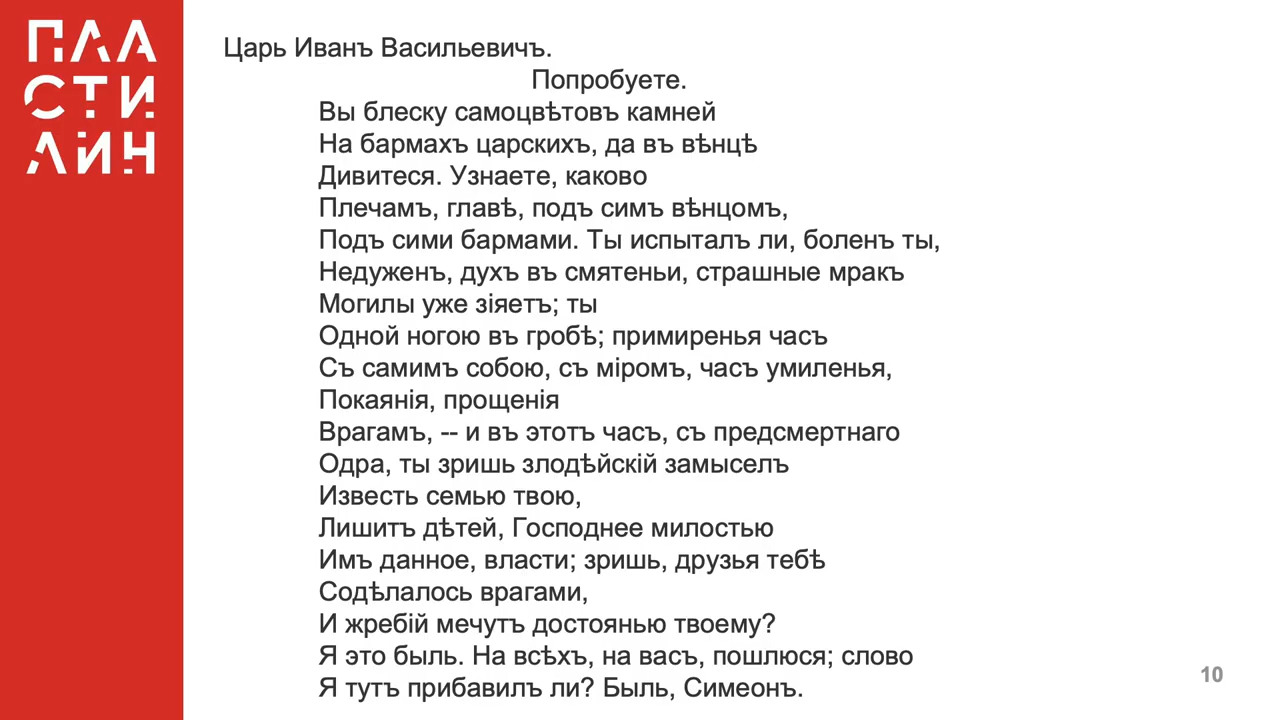 ПЛА
СТИ
ЛИН
Царь Иванъ Васильевичъ.
Попробуете.
Вы блеску самоцвѣтовъ камней
На бармахъ царскихъ, да въ вѣнцѣ
Дивитеся. Узнаете, каково
Плечамъ, главѣ, подъ симъ вѣнцомъ,
Подъ сими бармами. Ты испыталъ ли, боленъ ты,
Недуженъ, духъ въ смятеньи, страшные мракъ
Могилы уже зіяетъ; ты
Одной ногою въ гробѣ; примиренья часъ
Съ самимъ собою, съ міромъ, часъ умиленья,
Покаянія, прощенія
Врагамъ, -- и въ этотъ часъ, съ предсмертнаго
Одра, ты зришь злодѣйскій замыселъ
Известь семью твою,
Лишитъ дѣтей, Господнее милостью
Имъ данное, власти; зришь, друзья тебѣ
Содѣлалось врагами,
И жребій мечутъ достоянью твоему?
Я это быль. На всѣхъ, на васъ, пошлюся; слово
Я тутъ прибавилъ ли? Быль, Симеонъ.
10